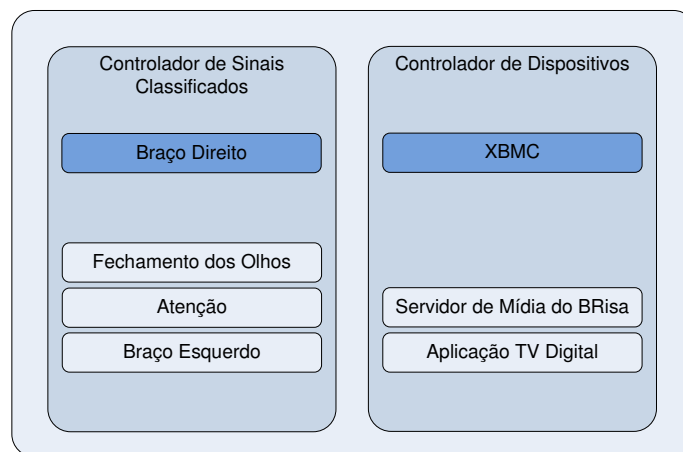 Controlador de Sinais
Classificados
Braço Direito
Fechamento dos Olhos
Atenção
Braço Esquerdo
Controlador de Dispositivos
XBMC
Servidor de Mídia do BRisa
Aplicação TV Digital